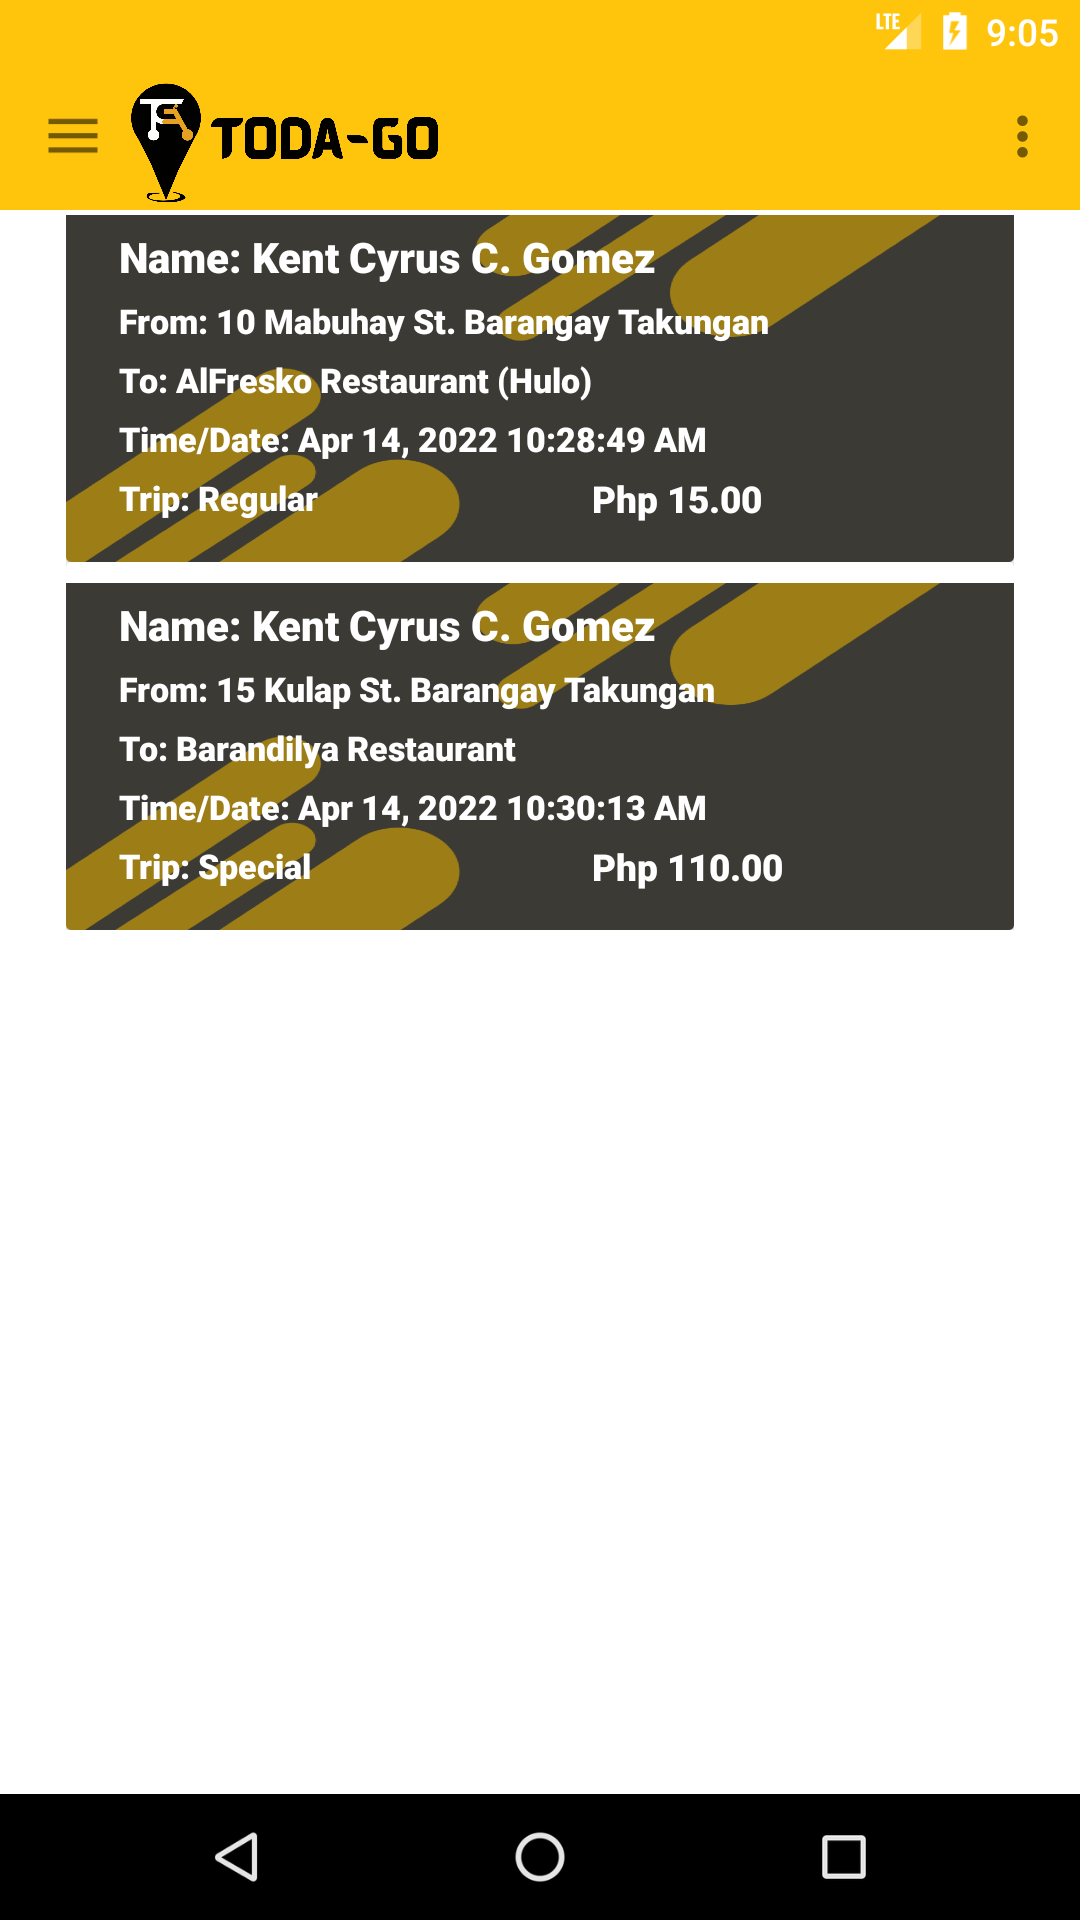 LTE 9:05
TODA-GO
Name: Kent Cyrus C. Gomez
From: 10 Mabuhay St. Barangay Takungan
To: AlFresko Restaurant (Hulo)
Time/Date: Apr 14, 2022 10:28:49 AM
Trip: Regular Php 15.00
Name: Kent Cyrus C. Gomez
From: 15 Kulap St. Barangay Takungan
To: Barandilya Restaurant
Time/Date: Apr 14, 2022 10:30:13 AM
Trip: Special Php 110.00